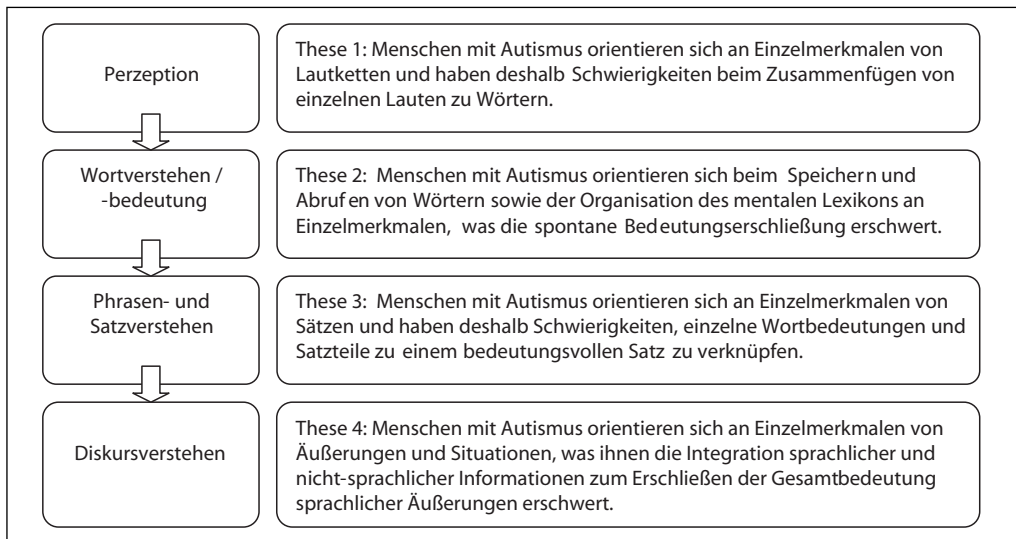 Perzeption
These 1: Menschen mit Autismus orientieren sich an Einzelmerkmalen von
Lautketten und haben deshalb Schwierigkeiten beim Zusammenfügen von
einzelnen Lauten zu Wörtern.
Wortverstehen /
-bedeutung
These 2: Menschen mit Autismus orientieren sich beim Speichern und
Abrufen von Wörtern sowie der Organisation des mentalen Lexikons an
Einzelmerkmalen, was die spontane Bedeutungserschließung erschwert.
Phrasen- und
Satzverstehen
These 3: Menschen mit Autismus orientieren sich an Einzelmerkmalen von
Sätzen und haben deshalb Schwierigkeiten, einzelne Wortbedeutungen und
Satzteile zu einem bedeutungsvollen Satz zu verknüpfen.
Diskursverstehen
These 4: Menschen mit Autismus orientieren sich an Einzelmerkmalen von
Äußerungen und Situationen, was ihnen die Integration sprachlicher und
nicht-sprachlicher Informationen zum Erschließen der Gesamtbedeutung
sprachlicher Äußerungen erschwert.